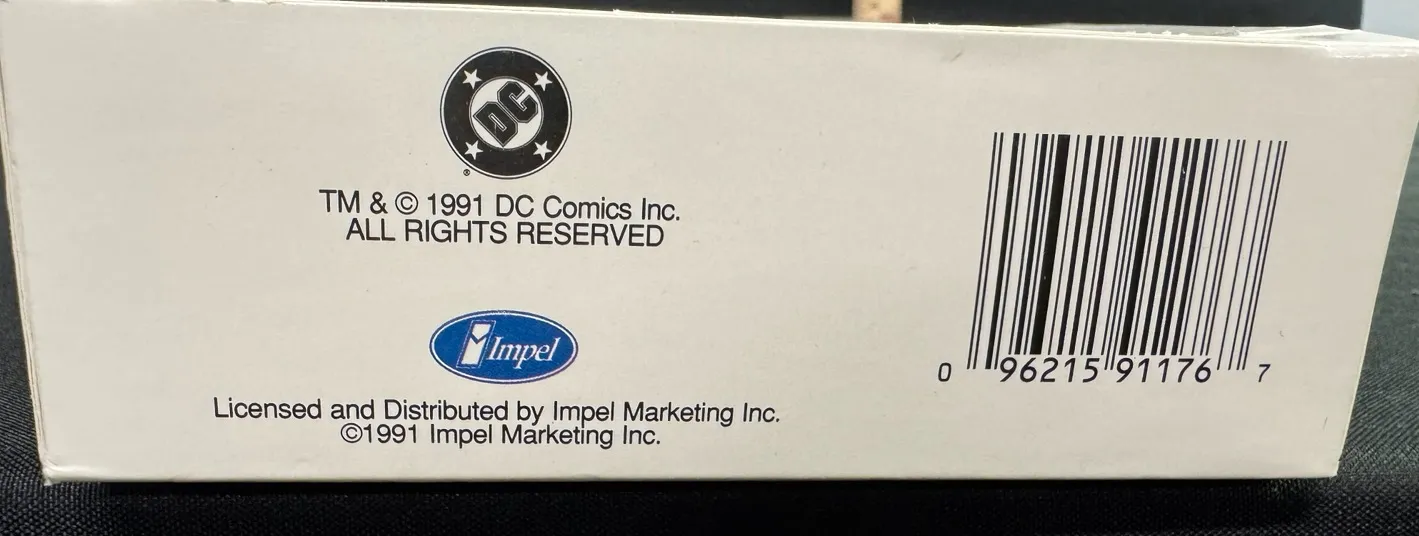 DC
®
TM & © 1991 DC Comics Inc.
ALL RIGHTS RESERVED
Impel
Licensed and Distributed by Impel Marketing Inc.
©1991 Impel Marketing Inc.
0 96215 91176 7